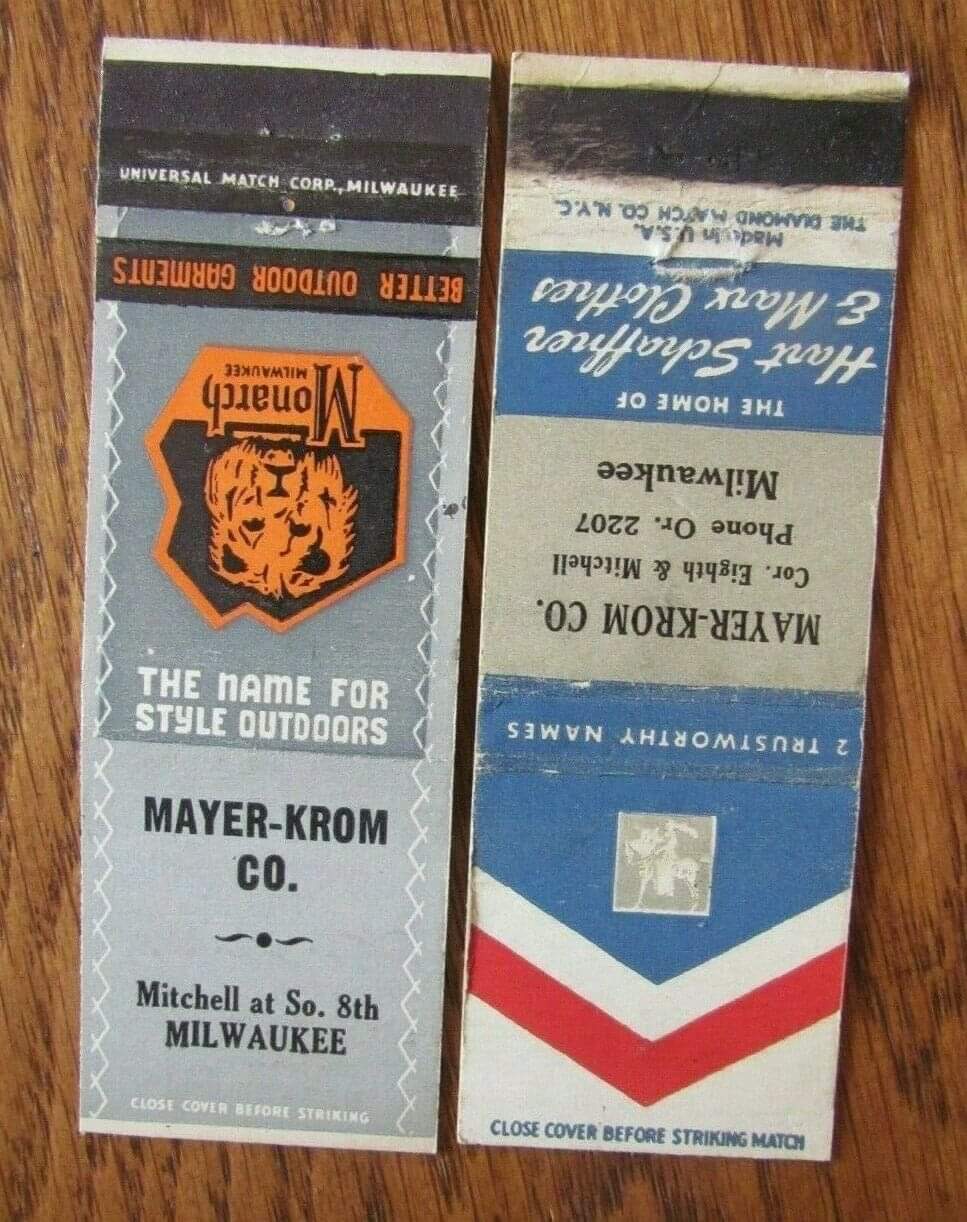 UNIVERSAL MATCH CORP., MILWAUKEE
BETTER OUTDOOR GARMENTS
Monarch
MILWAUKEE
THE NAME FOR
STYLE OUTDOORS
MAYER-KROM
CO.
Mitchell at So. 8th
MILWAUKEE
CLOSE COVER BEFORE STRIKING
2 TRUSTWORTHY NAMES
MAYER-KROM CO.
Cor. Eighth & Mitchell
Phone Or. 2207
Milwaukee
THE HOME OF
Hart Schaffner
& Marx Clothes
Made in U.S.A.
THE DIAMOND MATCH CO. N.Y.C.
CLOSE COVER BEFORE STRIKING MATCH